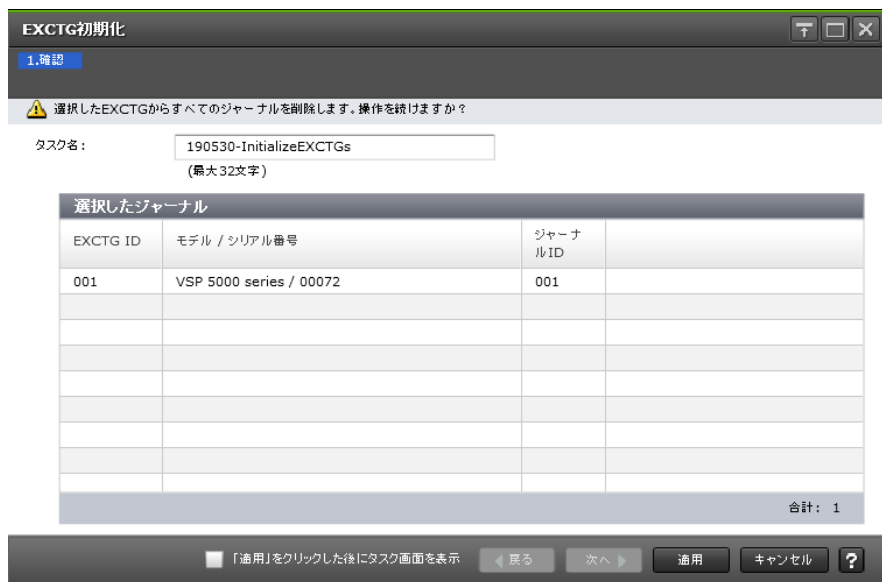 EXCTG初期化
1.確認
選択したEXCTGからすべてのジャーナルを削除します。操作を続けますか?
タスク名: 190530-InitializeEXCTGs
(最大32文字)
選択したジャーナル
EXCTG ID モデル / シリアル番号 ジャーナ
ルID
001 VSP 5000 series / 00072 001
合計: 1
「適用」をクリックした後にタスク画面を表示 戻る 次へ 適用 キャンセル ?